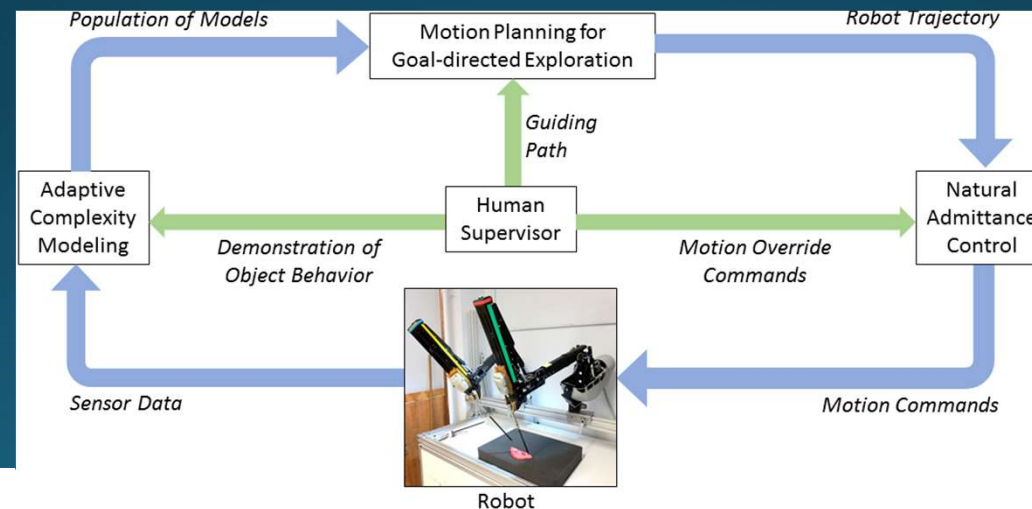 Population of Models
Motion Planning for
Goal-directed Exploration
Robot Trajectory
Guiding
Path
Adaptive
Complexity
Modeling
Human
Supervisor
Natural
Admittance
Control
Demonstration of
Object Behavior
Motion Override
Commands
Sensor Data
Motion Commands
Robot